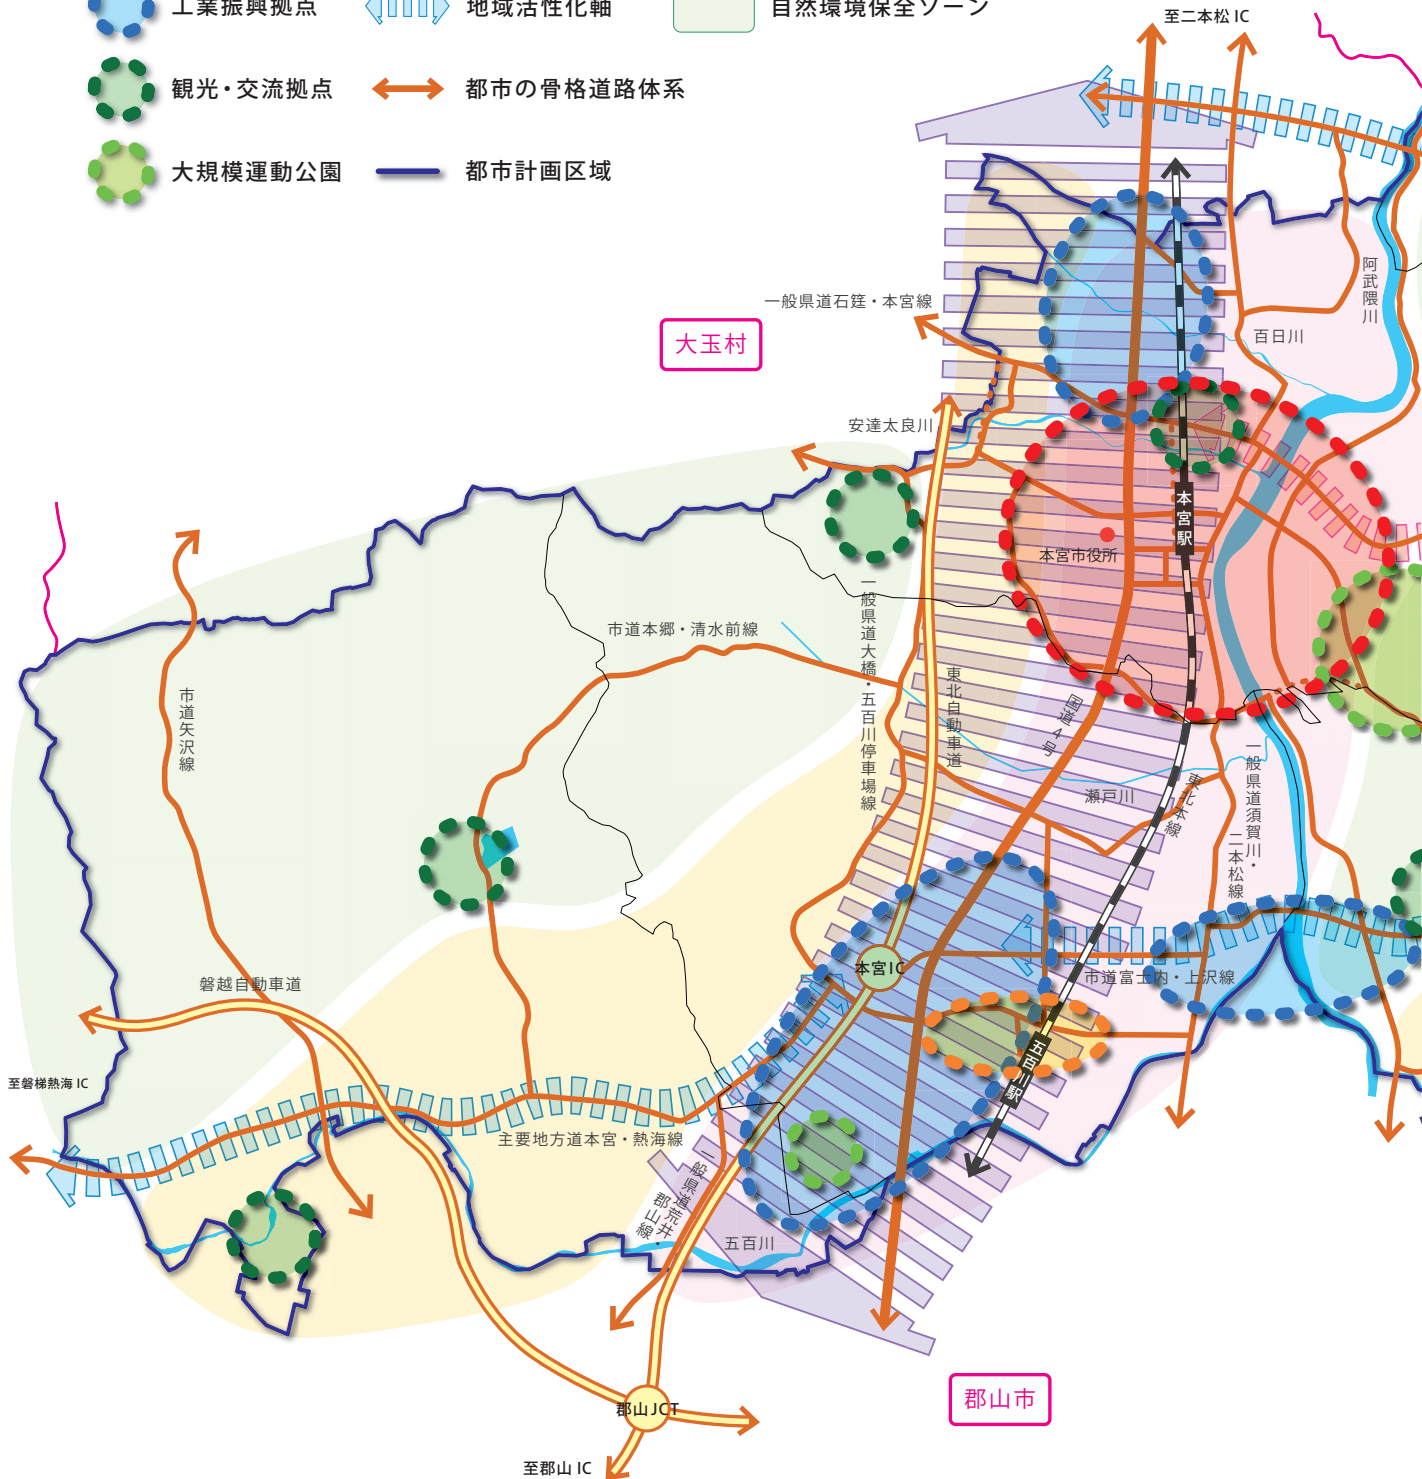 工業振興拠点
地域活性化軸
自然環境保全ゾーン
観光・交流拠点
都市の骨格道路体系
大規模運動公園
都市計画区域
至二本松 IC
阿武隈川
一般県道石筵・本宮線
百日川
大玉村
安達太良川
本宮駅
本宮市役所
一般県道大橋・五百川停車場線
市道本郷・清水前線
東北自動車道
市道矢沢線
国道4号
一般県道須賀川・
二本松線
瀬戸川
東北本線
本宮IC
市道富士内・上沢線
磐越自動車道
五百川駅
至磐梯熱海 IC
主要地方道本宮・熱海線
一般県道荒井・
郡山線
五百川
郡山市
郡山JCT
至郡山 IC